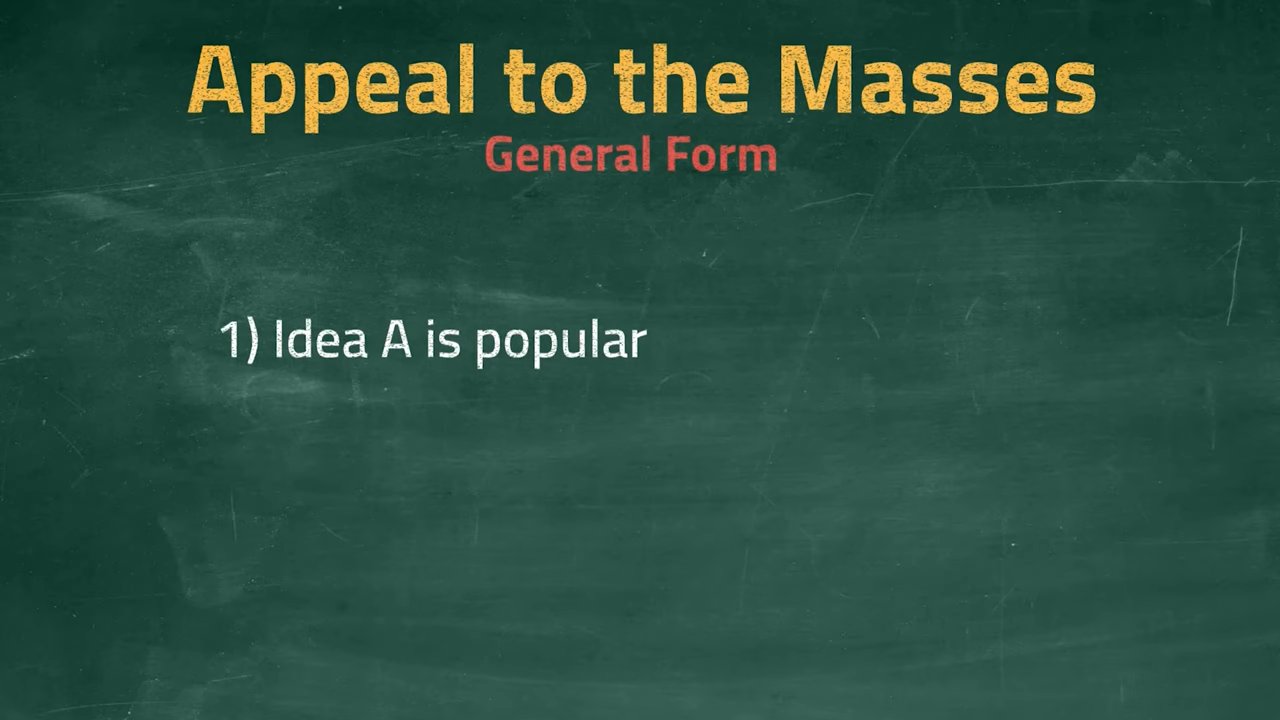 Appeal to the Masses
General Form
1) Idea A is popular